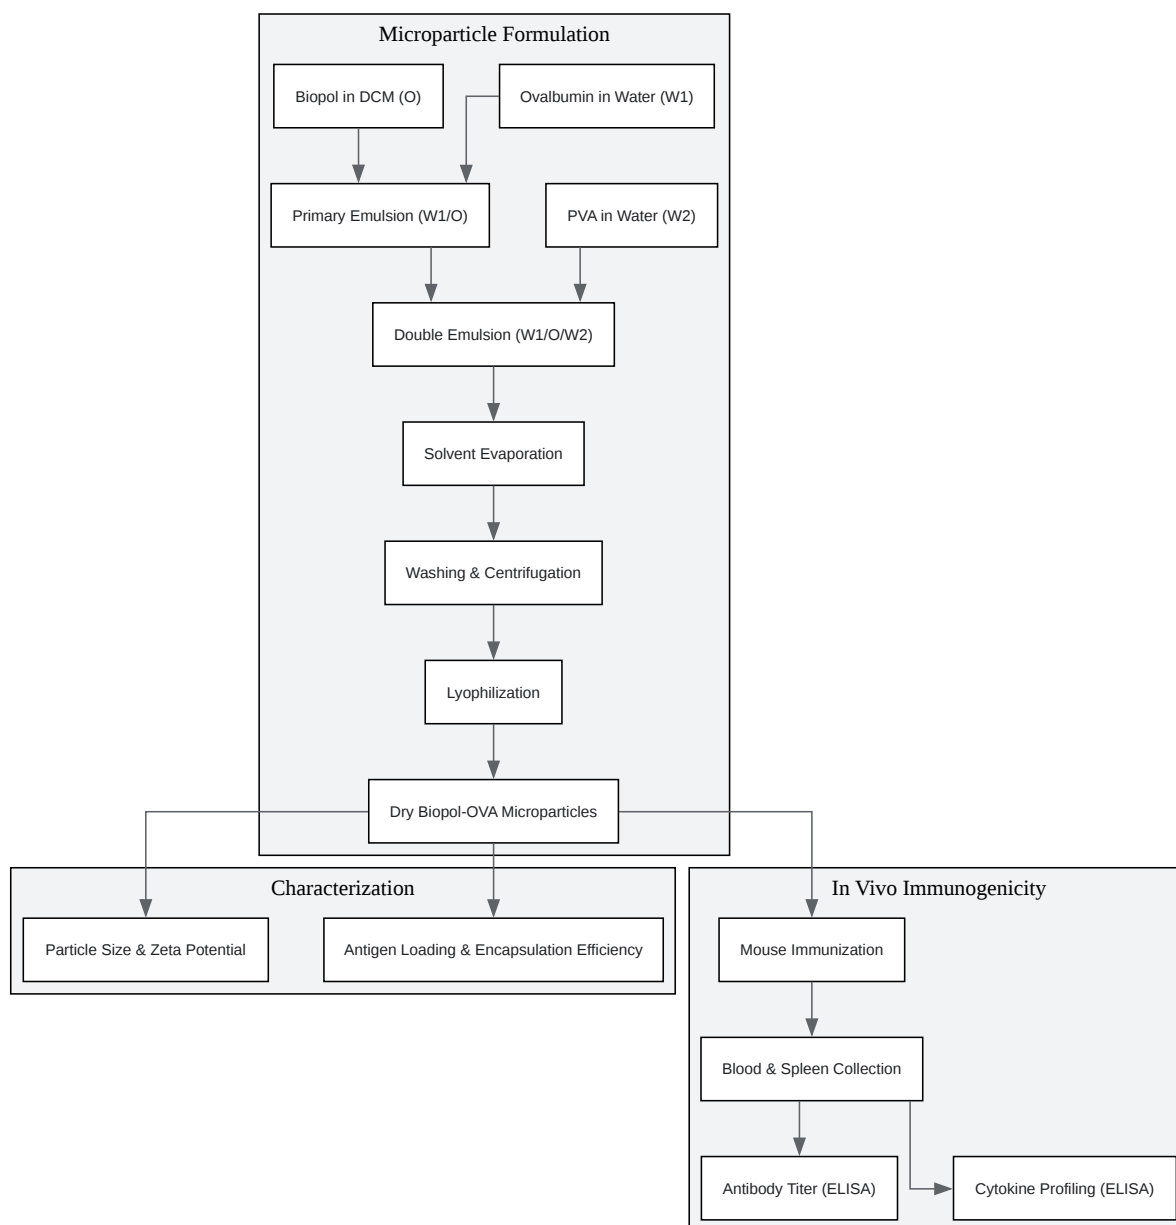 Microparticle Formulation
Biopol in DCM (O)
Ovalbumin in Water (W1)
Primary Emulsion (W1/O)
PVA in Water (W2)
Double Emulsion (W1/O/W2)
Solvent Evaporation
Washing & Centrifugation
Lyophilization
Dry Biopol-OVA Microparticles
Characterization
In Vivo Immunogenicity
Particle Size & Zeta Potential
Antigen Loading & Encapsulation Efficiency
Mouse Immunization
Blood & Spleen Collection
Antibody Titer (ELISA)
Cytokine Profiling (ELISA)